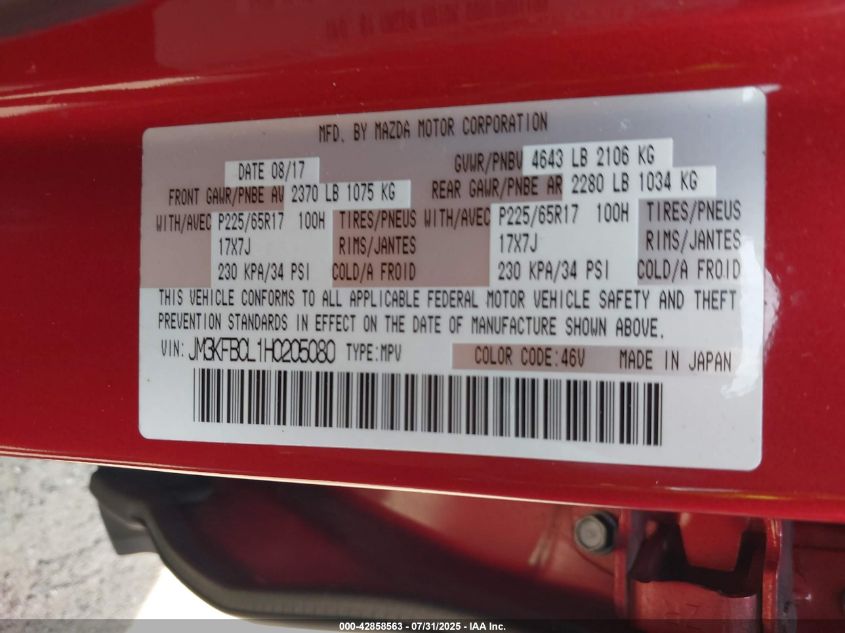 MFD. BY MAZDA MOTOR CORPORATION
DATE 08/17 GVWR/PNBV 4643 LB 2106 KG
FRONT GAWR/PNBE AV 2370 LB 1075 KG REAR GAWR/PNBE AR 2280 LB 1034 KG
WITH/AVEC P225/65R17 100H TIRES/PNEUS WITH/AVEC P225/65R17 100H TIRES/PNEUS
17X7J RIMS/JANTES 17X7J RIMS/JANTES
230 KPA/34 PSI COLD/A FROID 230 KPA/34 PSI COLD/A FROID
THIS VEHICLE CONFORMS TO ALL APPLICABLE FEDERAL MOTOR VEHICLE SAFETY AND THEFT
PREVENTION STANDARDS IN EFFECT ON THE DATE OF MANUFACTURE SHOWN ABOVE.
VIN: JM3KFBCL1H0205080 TYPE:MPV COLOR CODE:46V MADE IN JAPAN
000-42858563 / 07/31/2025 - IAA Inc.